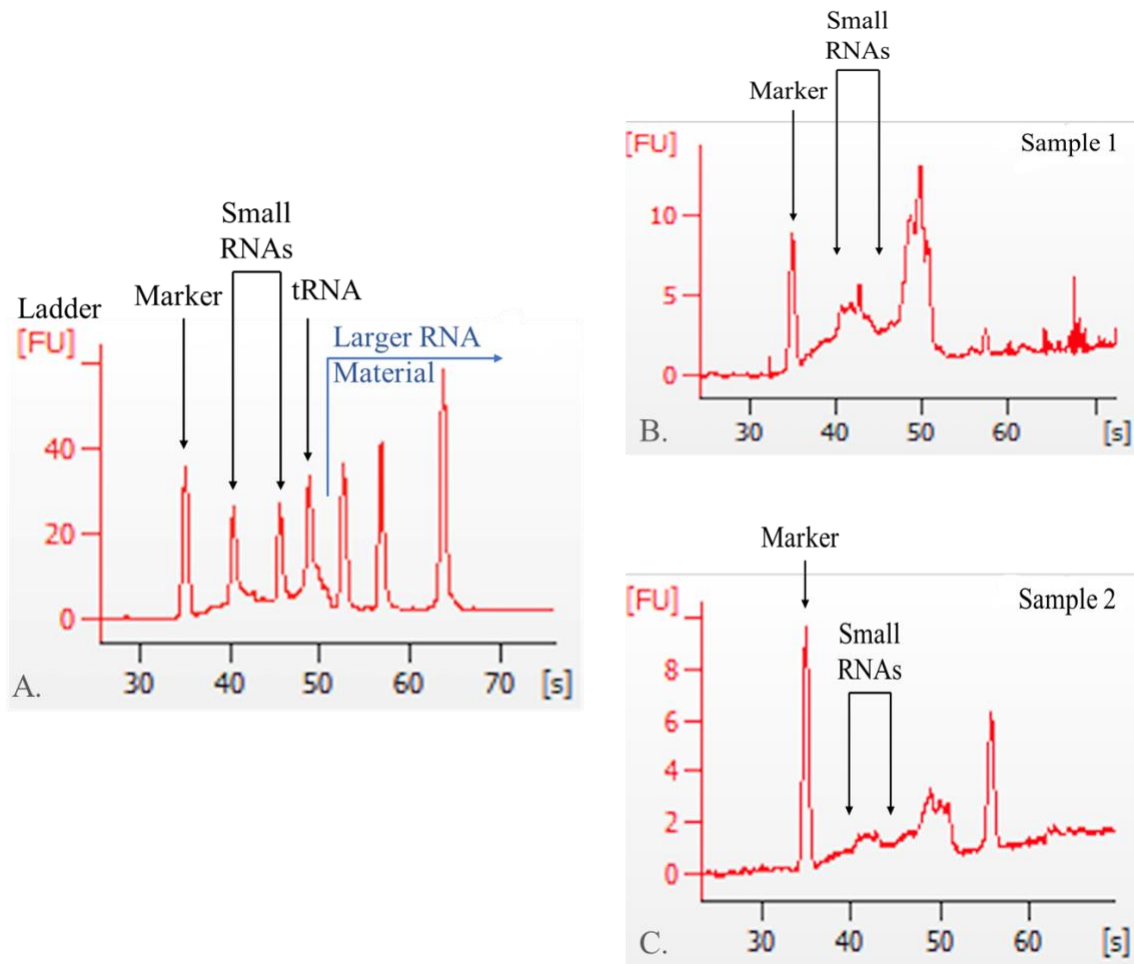 Small
RNAs
Ladder
Marker
tRNA
[FU]
Larger RNA
Material
40
20
0
30 40 50 60 70 [s]
A.
Small
RNAs
Marker
[FU]
Sample 1
10
5
0
30 40 50 60 [s]
B.
Marker
[FU]
Sample 2
Small
RNAs
8
6
4
2
0
30 40 50 60 [s]
C.